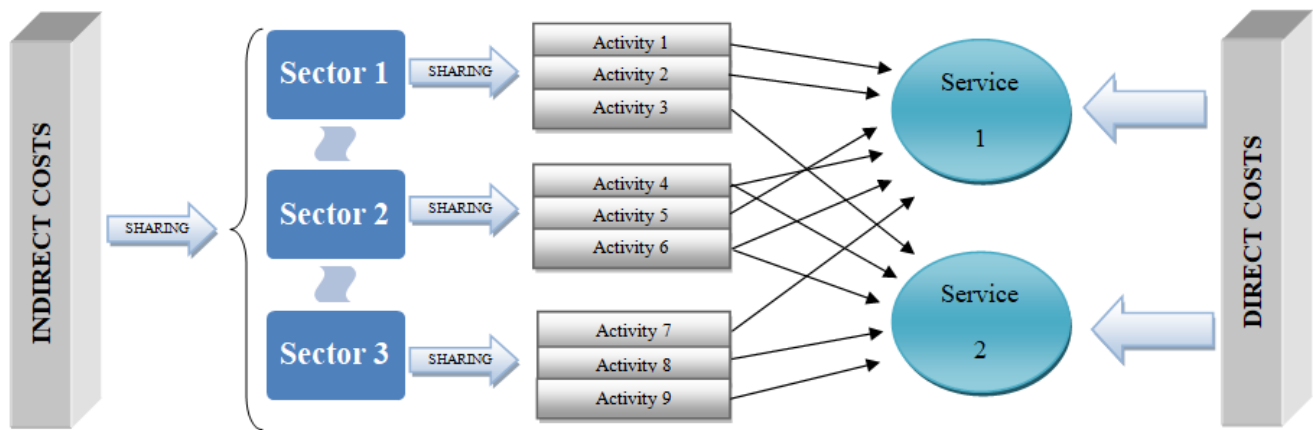 INDIRECT COSTS
SHARING
Sector 1
SHARING
Activity 1
Activity 2
Activity 3
Sector 2
SHARING
Activity 4
Activity 5
Activity 6
Sector 3
SHARING
Activity 7
Activity 8
Activity 9
Service
1
Service
2
DIRECT COSTS